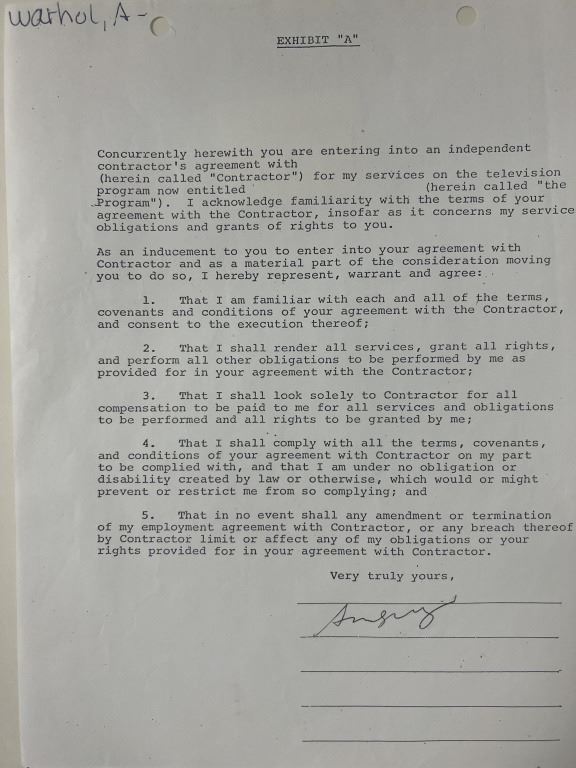 Warhol, A-
EXHIBIT "A"
Concurrently herewith you are entering into an independent
contractor's agreement with
(herein called "Contractor") for my services on the television
program now entitled (herein called "the
Program"). I acknowledge familiarity with the terms of your
agreement with the Contractor, insofar as it concerns my service
obligations and grants of rights to you.
As an inducement to you to enter into your agreement with
Contractor and as a material part of the consideration moving
you to do so, I hereby represent, warrant and agree:
1. That I am familiar with each and all of the terms,
covenants and conditions of your agreement with the Contractor,
and consent to the execution thereof;
2. That I shall render all services, grant all rights,
and perform all other obligations to be performed by me as
provided for in your agreement with the Contractor;
3. That I shall look solely to Contractor for all
compensation to be paid to me for all services and obligations
to be performed and all rights to be granted by me;
4. That I shall comply with all the terms, covenants,
and conditions of your agreement with Contractor on my part
to be complied with, and that I am under no obligation or
disability created by law or otherwise, which would or might
prevent or restrict me from so complying; and
5. That in no event shall any amendment or termination
of my employment agreement with Contractor, or any breach thereof
by Contractor limit or affect any of my obligations or your
rights provided for in your agreement with Contractor.
Very truly yours,